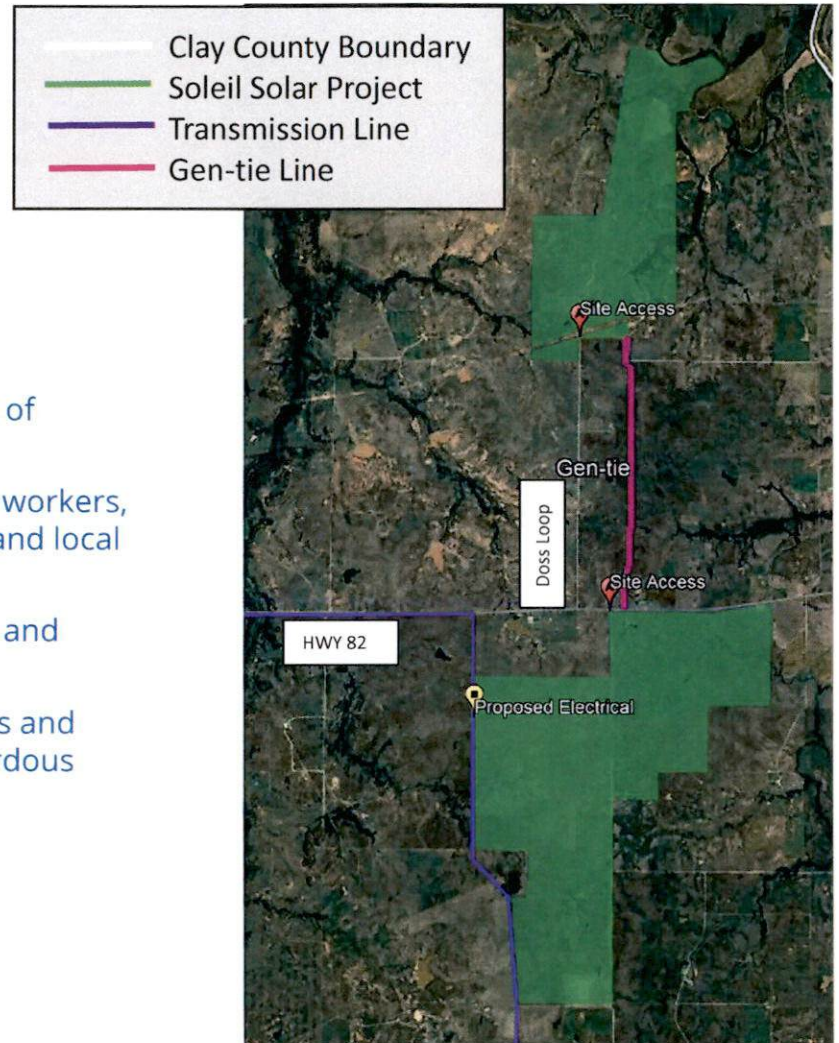 Clay County Boundary
Soleil Solar Project
Transmission Line
Gen-tie Line
of
workers,
and local
and
s and
rdous
Site Access
Gen-tie
Doss Loop
Site Access
HWY 82
Proposed Electrical